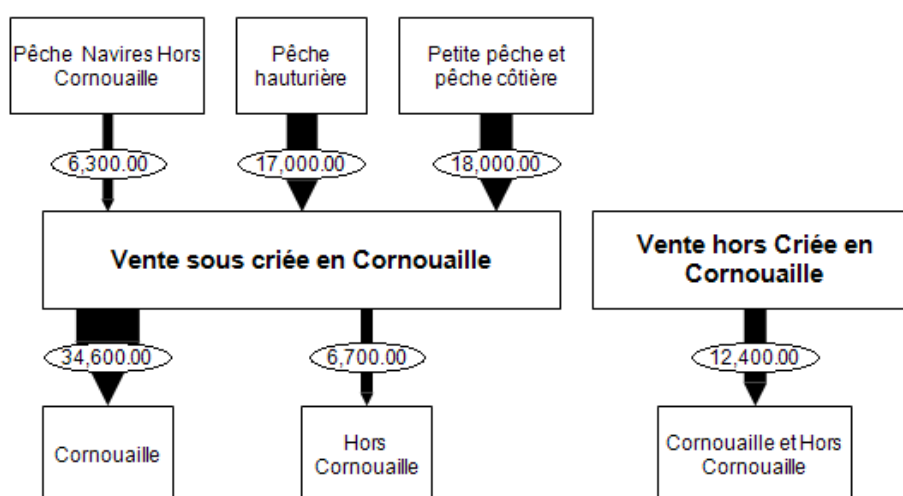 Pêche Navires Hors
Cornouaille
Pêche
hauturière
Petite pêche et
pêche côtière
6,300.00
17,000.00
18,000.00
Vente sous criée en Cornouaille
Vente hors Criée en
Cornouaille
34,600.00
6,700.00
12,400.00
Cornouaille
Hors
Cornouaille
Cornouaille et Hors
Cornouaille